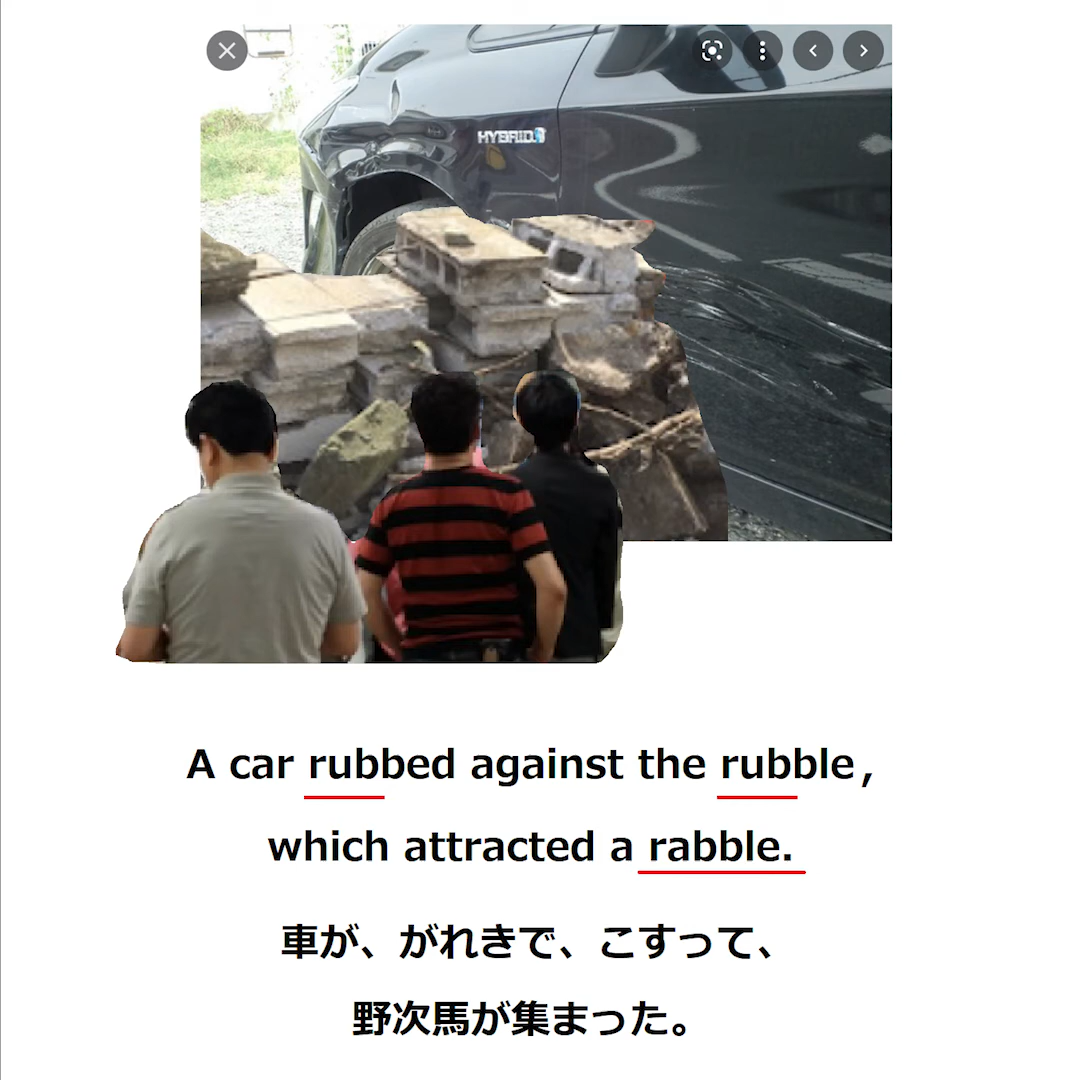 HYBRID
A car rubbed against the rubble,
which attracted a rabble.
車が、がれきで、こすって、
野次馬が集まった。